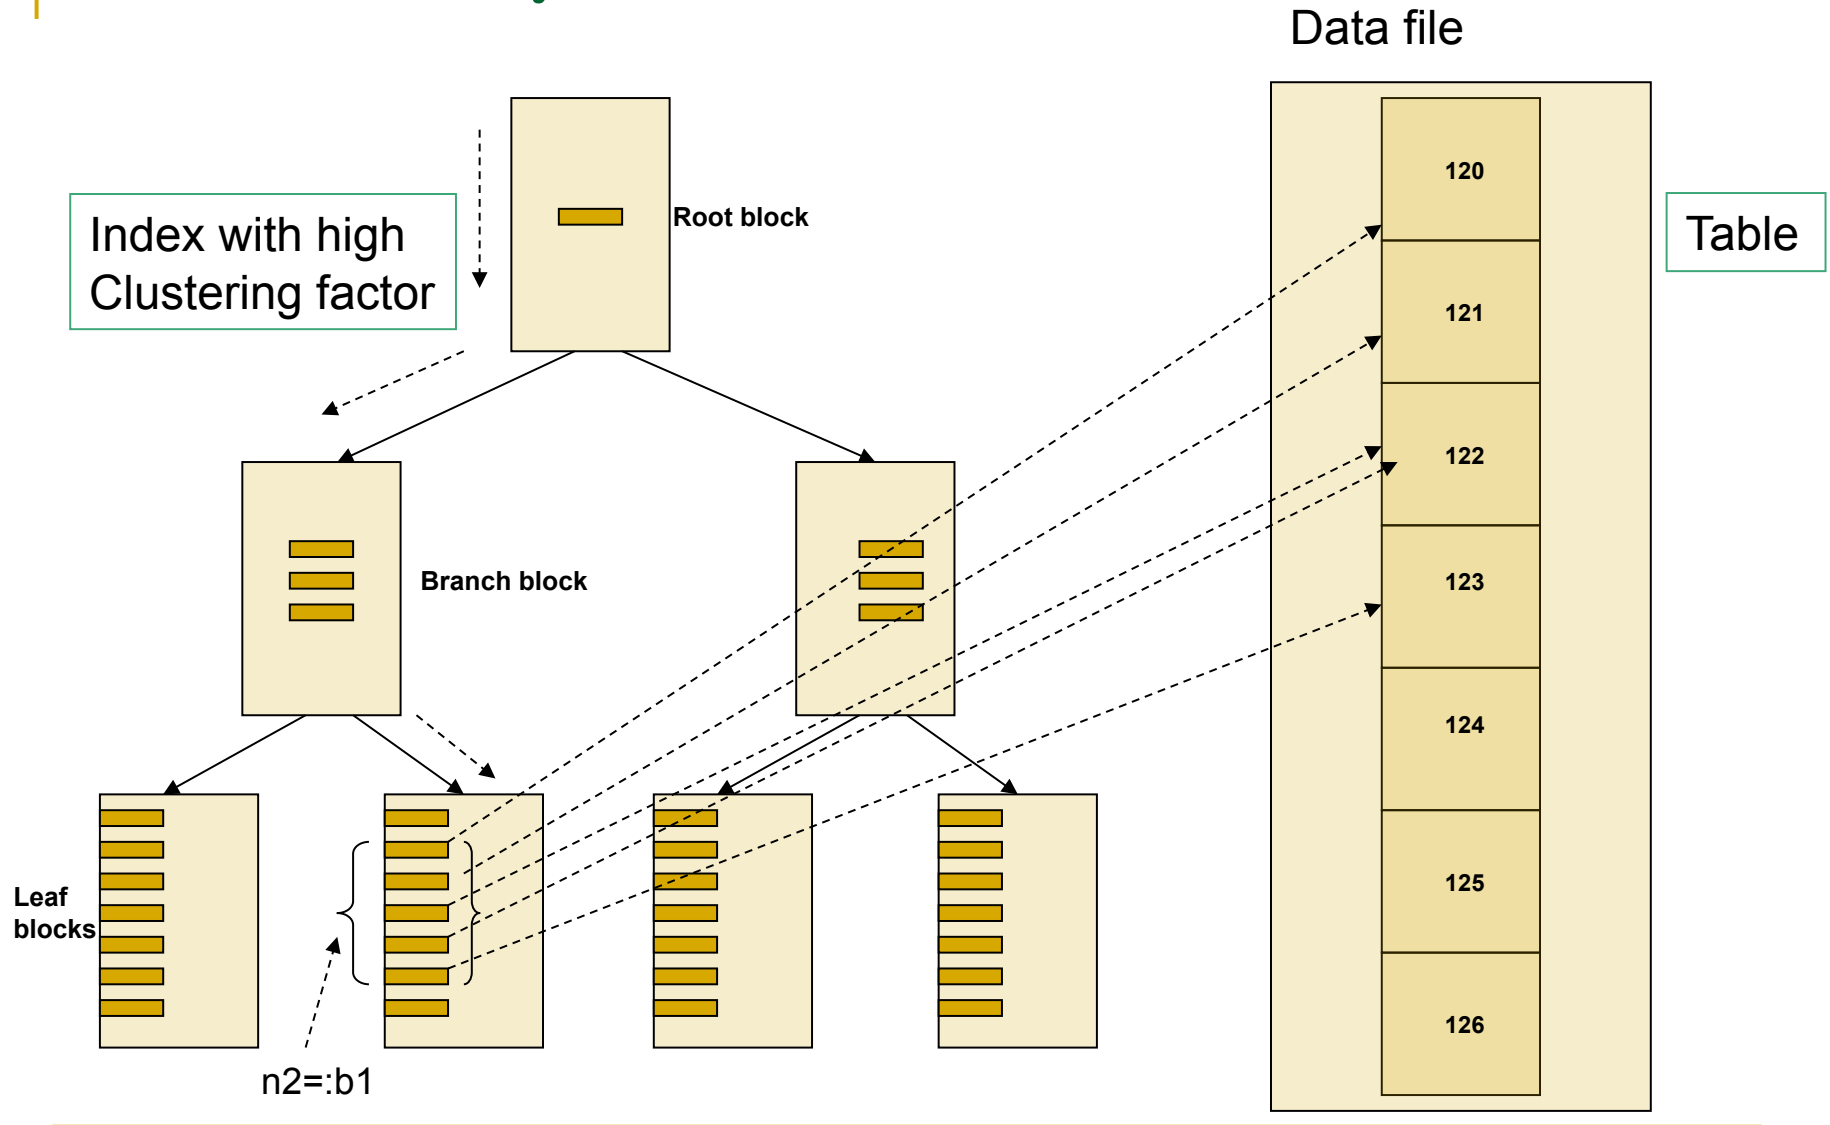 Data file
Index with high
Clustering factor
Root block
Table
120
121
122
123
124
125
126
Branch block
Leaf
blocks
n2=:b1